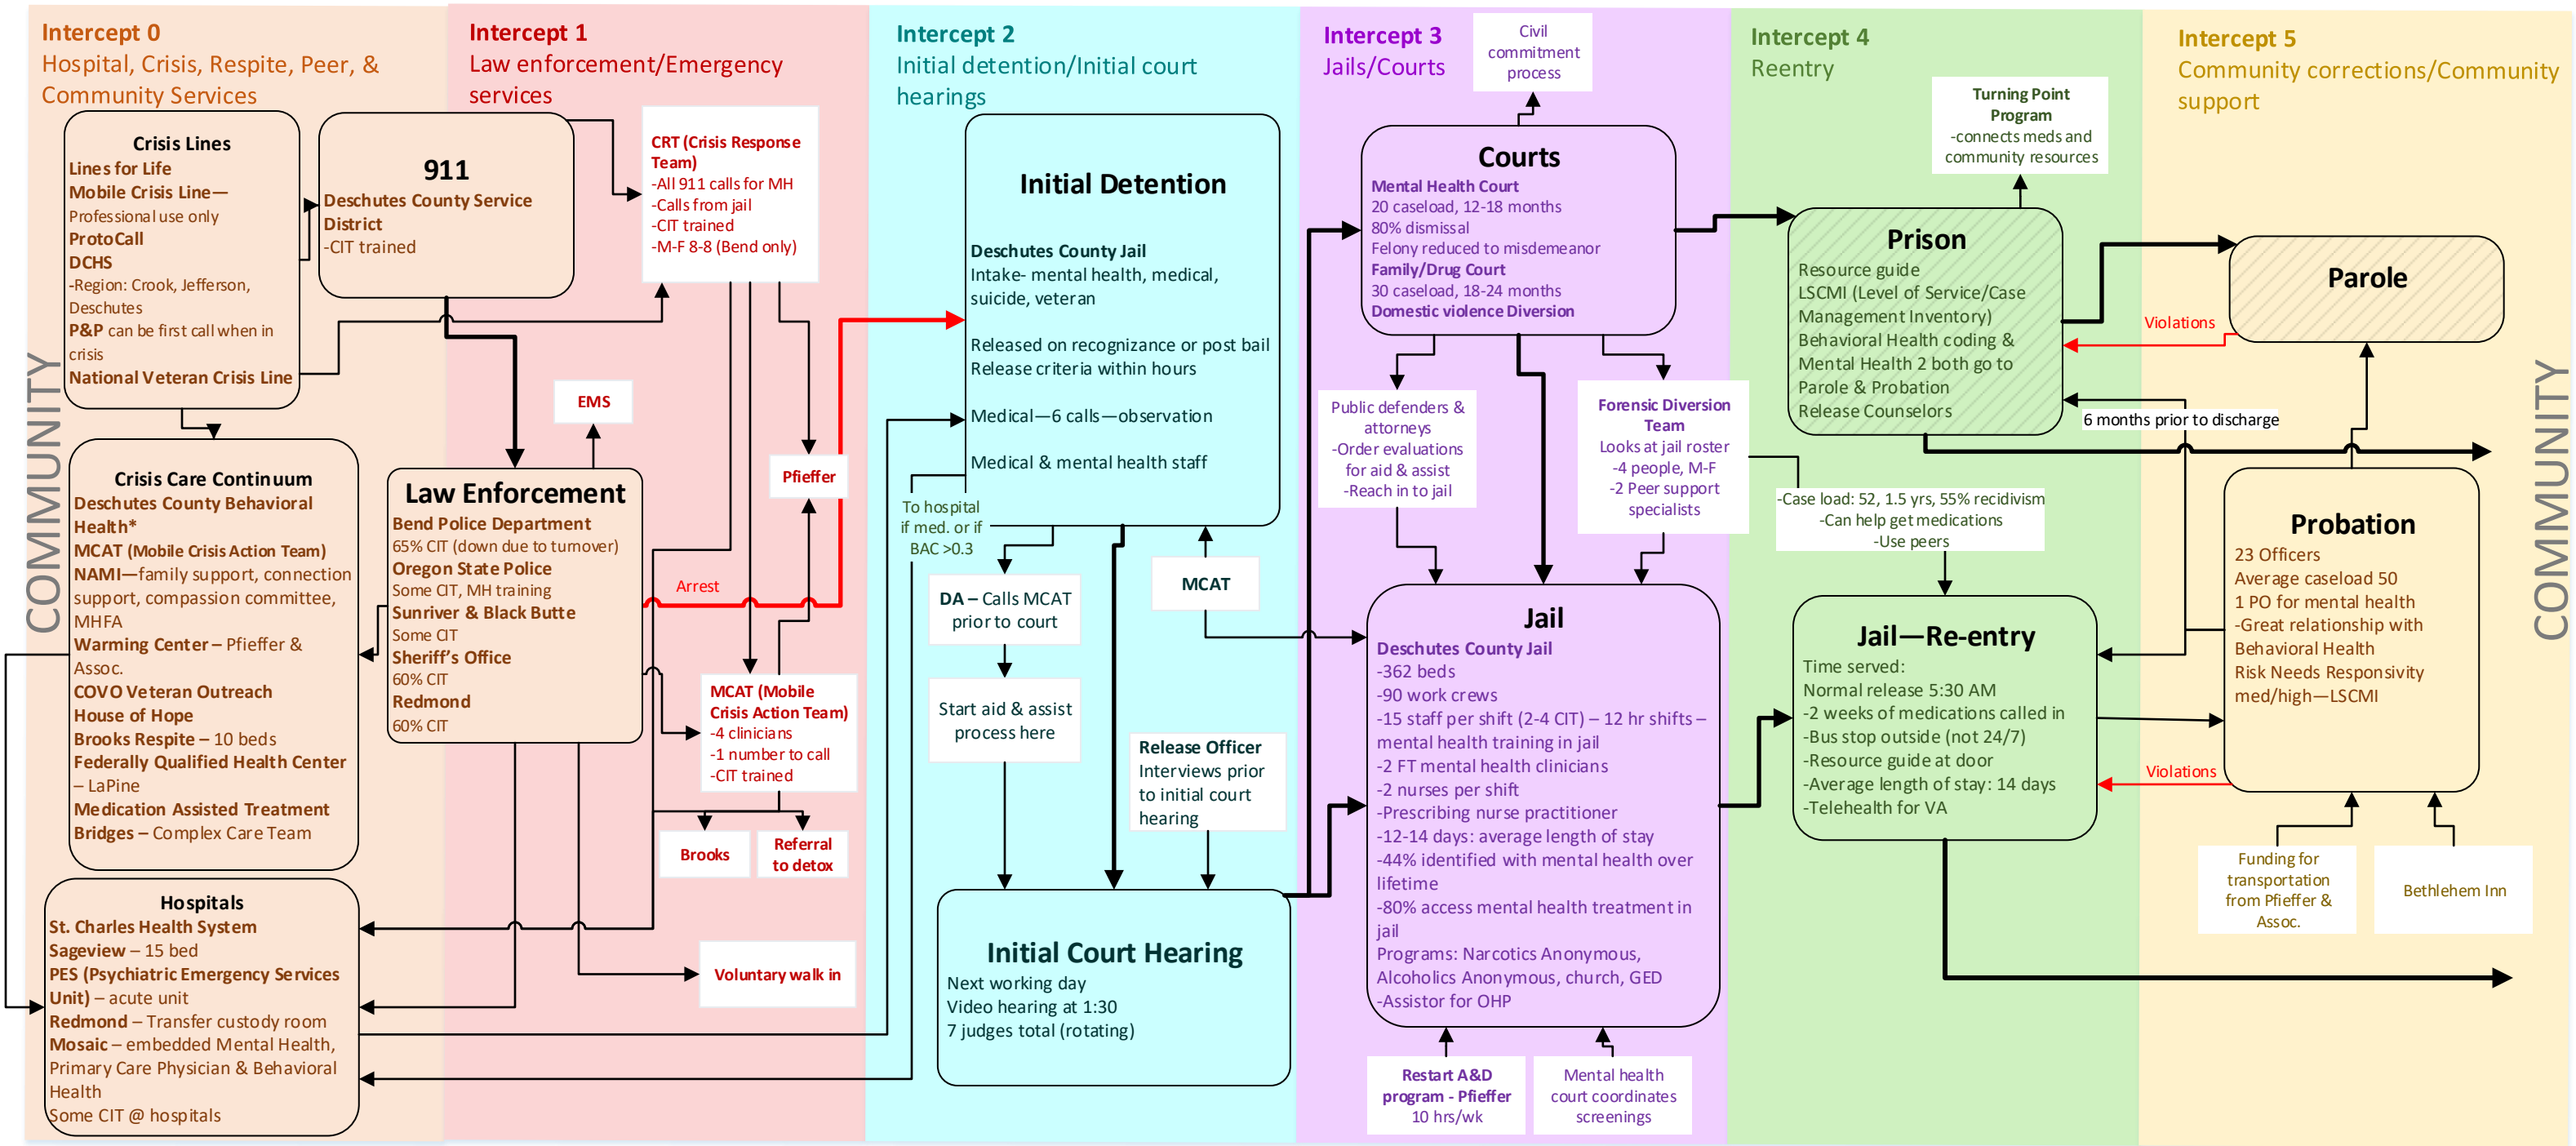 Intercept 0
Hospital, Crisis, Respite, Peer, &
Community Services
Intercept 1
Law enforcement/Emergency
services
Intercept 2
Initial detention/Initial court
hearings
Intercept 3
Jails/Courts
Intercept 4
Reentry
Intercept 5
Community corrections/Community
support
COMMUNITY
Crisis Lines
Lines for Life
Mobile Crisis Line—
Professional use only
ProtoCall
DCHS
-Region: Crook, Jefferson,
Deschutes
P&P can be first call when in
crisis
National Veteran Crisis Line
911
Deschutes County Service
District
-CIT trained
Crisis Care Continuum
Deschutes County Behavioral
Health*
MCAT (Mobile Crisis Action Team)
NAMI—family support, connection
support, compassion committee,
MHFA
Warming Center – Pfieffer &
Assoc.
COVO Veteran Outreach
House of Hope
Brooks Respite – 10 beds
Federally Qualified Health Center
– LaPine
Medication Assisted Treatment
Bridges – Complex Care Team
Hospitals
St. Charles Health System
Sageview – 15 bed
PES (Psychiatric Emergency Services
Unit) – acute unit
Redmond – Transfer custody room
Mosaic – embedded Mental Health,
Primary Care Physician & Behavioral
Health
Some CIT @ hospitals
CRT (Crisis Response
Team)
-All 911 calls for MH
-Calls from jail
-CIT trained
-M-F 8-8 (Bend only)
EMS
Pfieffer
Law Enforcement
Bend Police Department
65% CIT (down due to turnover)
Oregon State Police
Some CIT, MH training
Sunriver & Black Butte
Some CIT
Sheriff’s Office
60% CIT
Redmond
60% CIT
Arrest
MCAT (Mobile
Crisis Action Team)
-4 clinicians
-1 number to call
-CIT trained
Brooks
Referral
to detox
Voluntary walk in
Initial Detention
Deschutes County Jail
Intake- mental health, medical,
suicide, veteran
Released on recognizance or post bail
Release criteria within hours
Medical—6 calls—observation
Medical & mental health staff
To hospital
if med. or if
BAC >0.3
DA – Calls MCAT
prior to court
MCAT
Start aid & assist
process here
Release Officer
Interviews prior
to initial court
hearing
Initial Court Hearing
Next working day
Video hearing at 1:30
7 judges total (rotating)
Civil
commitment
process
Courts
Mental Health Court
20 caseload, 12-18 months
80% dismissal
Felony reduced to misdemeanor
Family/Drug Court
30 caseload, 18-24 months
Domestic violence Diversion
Public defenders &
attorneys
-Order evaluations
for aid & assist
-Reach in to jail
Forensic Diversion
Team
Looks at jail roster
-4 people, M-F
-2 Peer support
specialists
Jail
Deschutes County Jail
-362 beds
-90 work crews
-15 staff per shift (2-4 CIT) – 12 hr shifts –
mental health training in jail
-2 FT mental health clinicians
-2 nurses per shift
-Prescribing nurse practitioner
-12-14 days: average length of stay
-44% identified with mental health over
lifetime
-80% access mental health treatment in
jail
Programs: Narcotics Anonymous,
Alcoholics Anonymous, church, GED
-Assistor for OHP
Restart A&D
program - Pfieffer
10 hrs/wk
Mental health
court coordinates
screenings
Turning Point
Program
-connects meds and
community resources
Prison
Resource guide
LSCMI (Level of Service/Case
Management Inventory)
Behavioral Health coding &
Mental Health 2 both go to
Parole & Probation
Release Counselors
-Case load: 52, 1.5 yrs, 55% recidivism
-Can help get medications
-Use peers
Jail—Re-entry
Time served:
Normal release 5:30 AM
-2 weeks of medications called in
-Bus stop outside (not 24/7)
-Resource guide at door
-Average length of stay: 14 days
-Telehealth for VA
Parole
Violations
6 months prior to discharge
Probation
23 Officers
Average caseload 50
1 PO for mental health
-Great relationship with
Behavioral Health
Risk Needs Responsivity
med/high—LSCMI
Violations
Funding for
transportation
from Pfieffer &
Assoc.
Bethlehem Inn
COMMUNITY